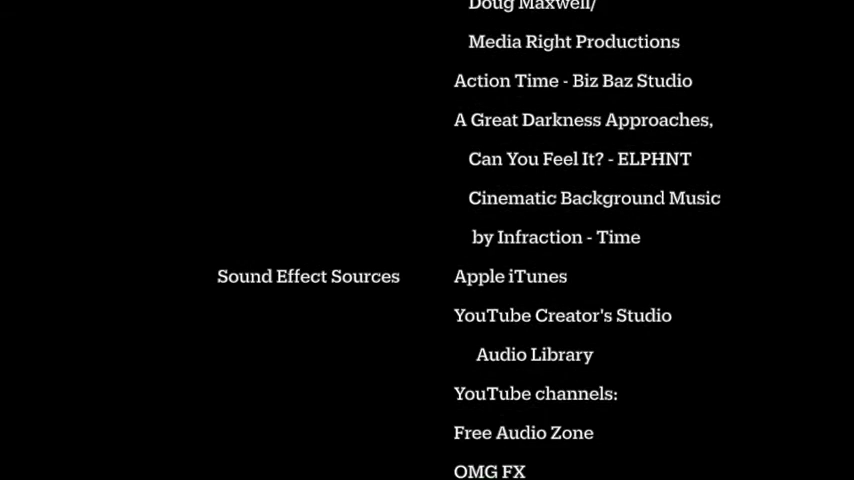 Doug Maxwell/
Media Right Productions
Action Time - Biz Baz Studio
A Great Darkness Approaches,
Can You Feel It? - ELPHNT
Cinematic Background Music
by Infraction - Time
Sound Effect Sources Apple iTunes
YouTube Creator's Studio
Audio Library
YouTube channels:
Free Audio Zone
OMG FX